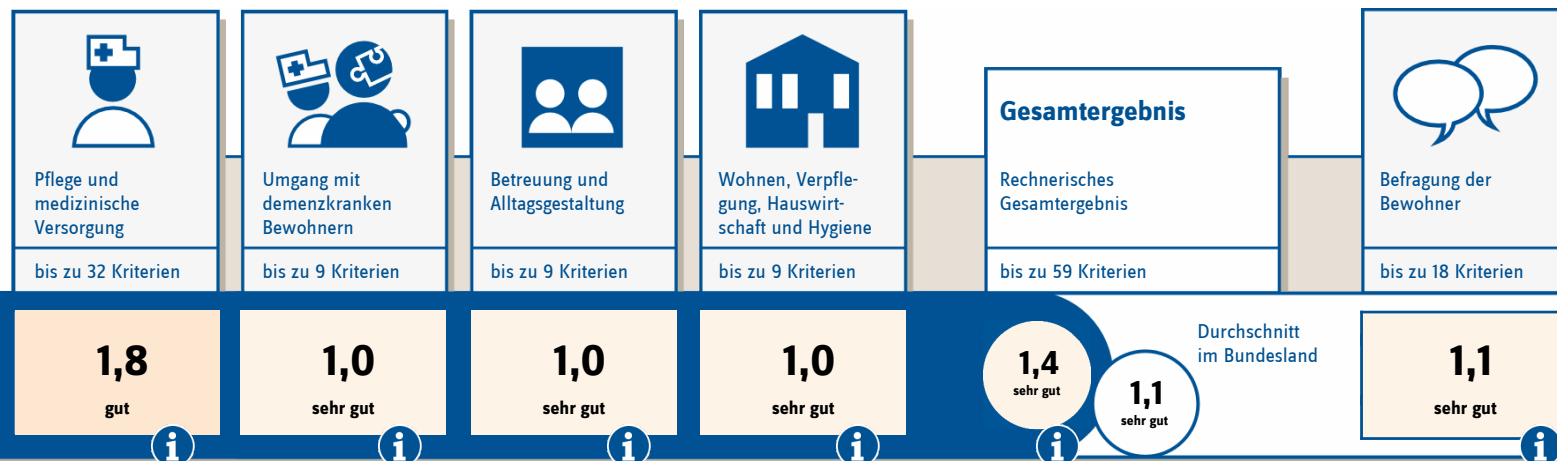 Pflege und
medizinische
Versorgung
bis zu 32 Kriterien
1,8
gut
i
Umgang mit
demenzkranken
Bewohnern
bis zu 9 Kriterien
1,0
sehr gut
i
Betreuung und
Alltagsgestaltung
bis zu 9 Kriterien
1,0
sehr gut
i
Wohnen, Verpfle-
gung, Hauswirt-
schaft und Hygiene
bis zu 9 Kriterien
1,0
sehr gut
i
Gesamtergebnis
Rechnerisches
Gesamtergebnis
bis zu 59 Kriterien
1,4
sehr gut
i
Durchschnitt
im Bundesland
1,1
sehr gut
Befragung der
Bewohner
bis zu 18 Kriterien
1,1
sehr gut
i